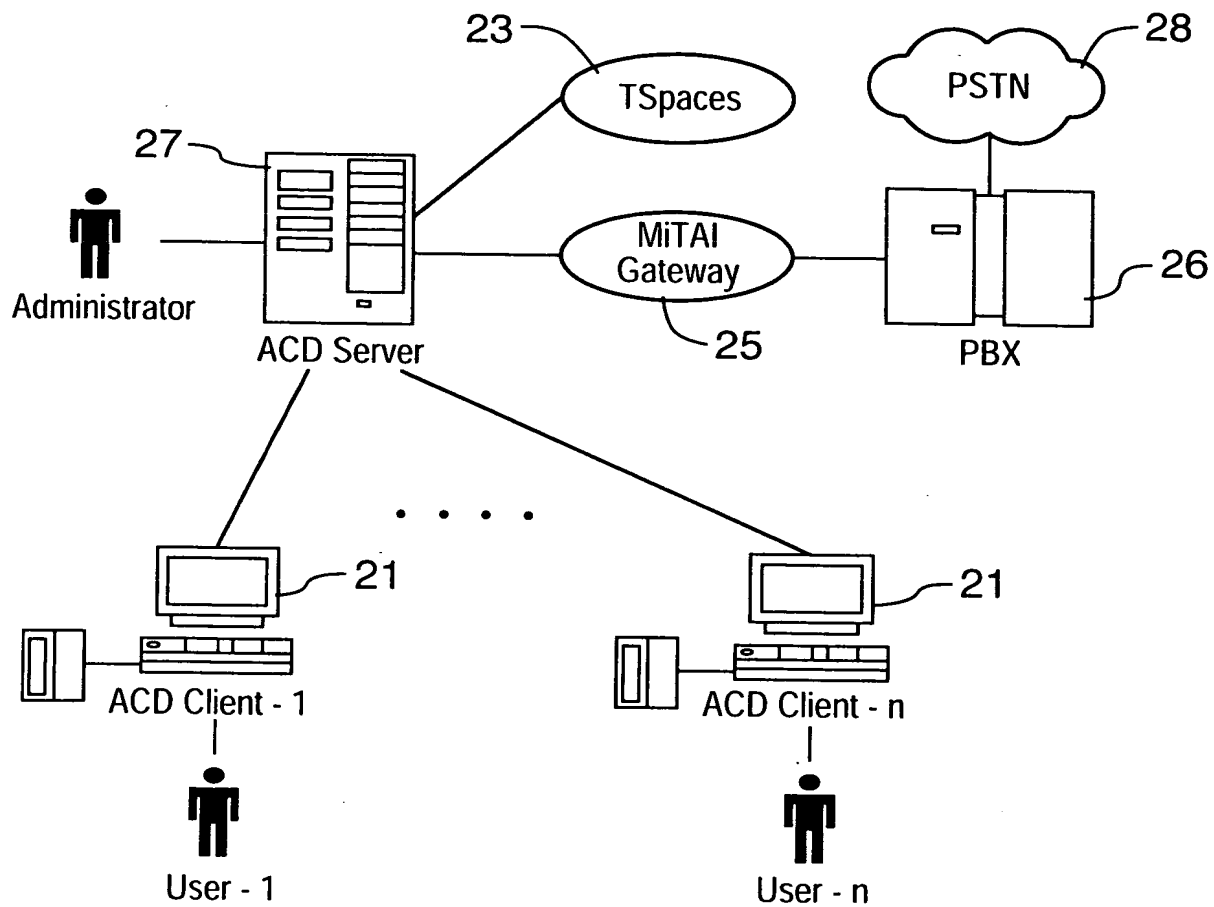 23
TSpaces
28
PSTN
27
Administrator
ACD Server
MiTAI
Gateway
25
26
PBX
21
ACD Client - 1
User - 1
21
ACD Client - n
User - n